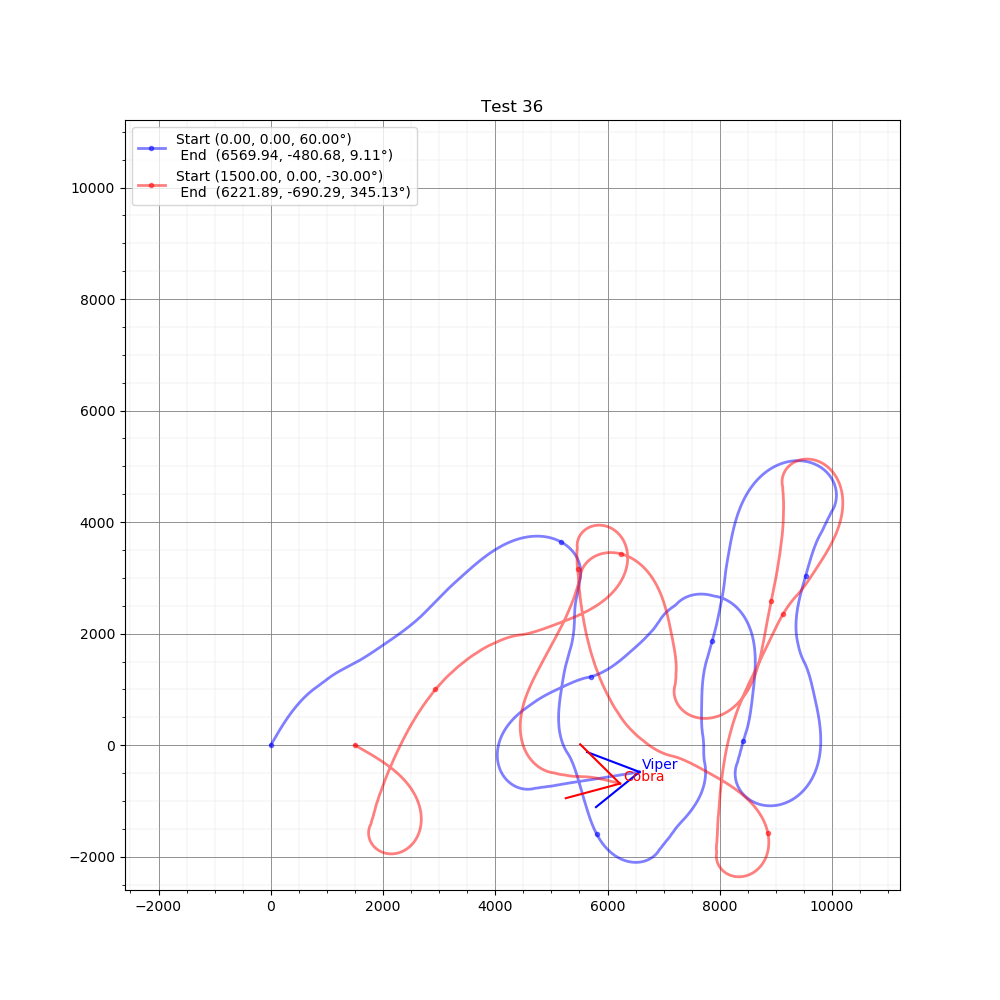 Test 36
Start (0.00, 0.00, 60.00°)
End (6569.94, -480.68, 9.11°)
Start (1500.00, 0.00, -30.00°)
End (6221.89, -690.29, 345.13°)
10000
8000
6000
4000
2000
0
−2000
Viper
Cobra
−2000 0 2000 4000 6000 8000 10000